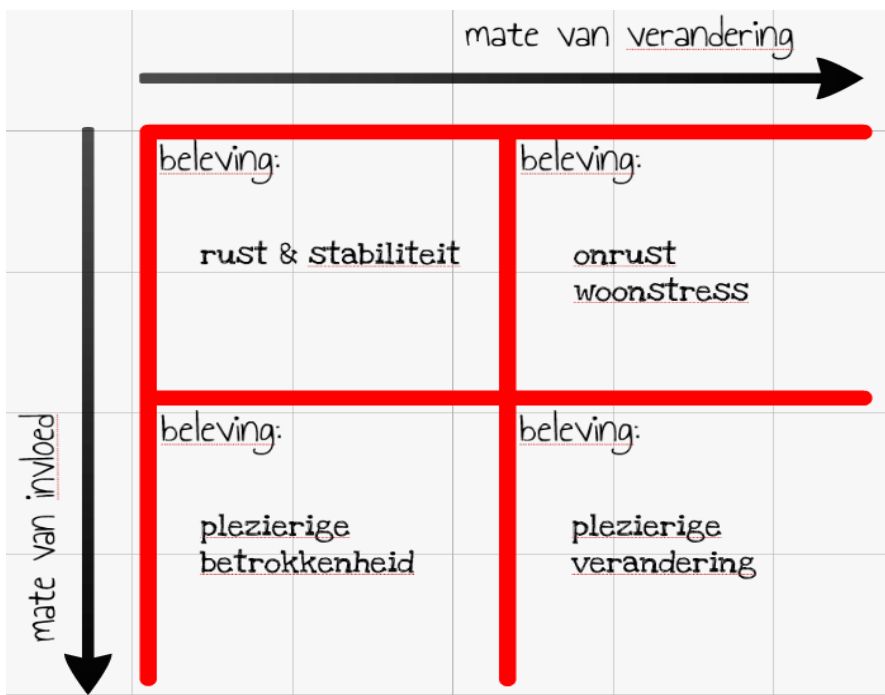 mate van verandering
beleving:
beleving:
rust & stabiliteit
onrust
woonstress
mate van invloed
beleving:
beleving:
plezierige
betrokkenheid
plezierige
verandering